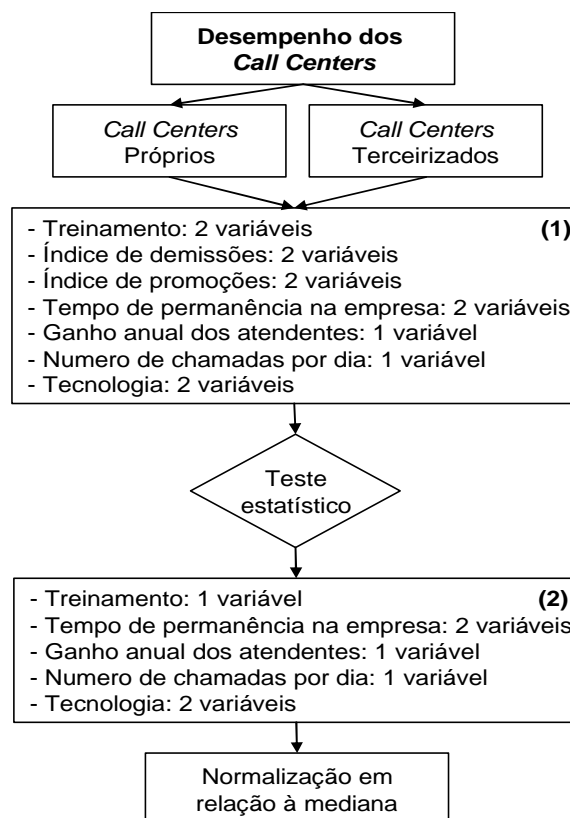 Desempenho dos
Call Centers
Call Centers
Próprios
Call Centers
Terceirizados
- Treinamento: 2 variáveis (1)
- Índice de demissões: 2 variáveis
- Índice de promoções: 2 variáveis
- Tempo de permanência na empresa: 2 variáveis
- Ganho anual dos atendentes: 1 variável
- Numero de chamadas por dia: 1 variável
- Tecnologia: 2 variáveis
Teste
estatístico
- Treinamento: 1 variável (2)
- Tempo de permanência na empresa: 2 variáveis
- Ganho anual dos atendentes: 1 variável
- Numero de chamadas por dia: 1 variável
- Tecnologia: 2 variáveis
Normalização em
relação à mediana